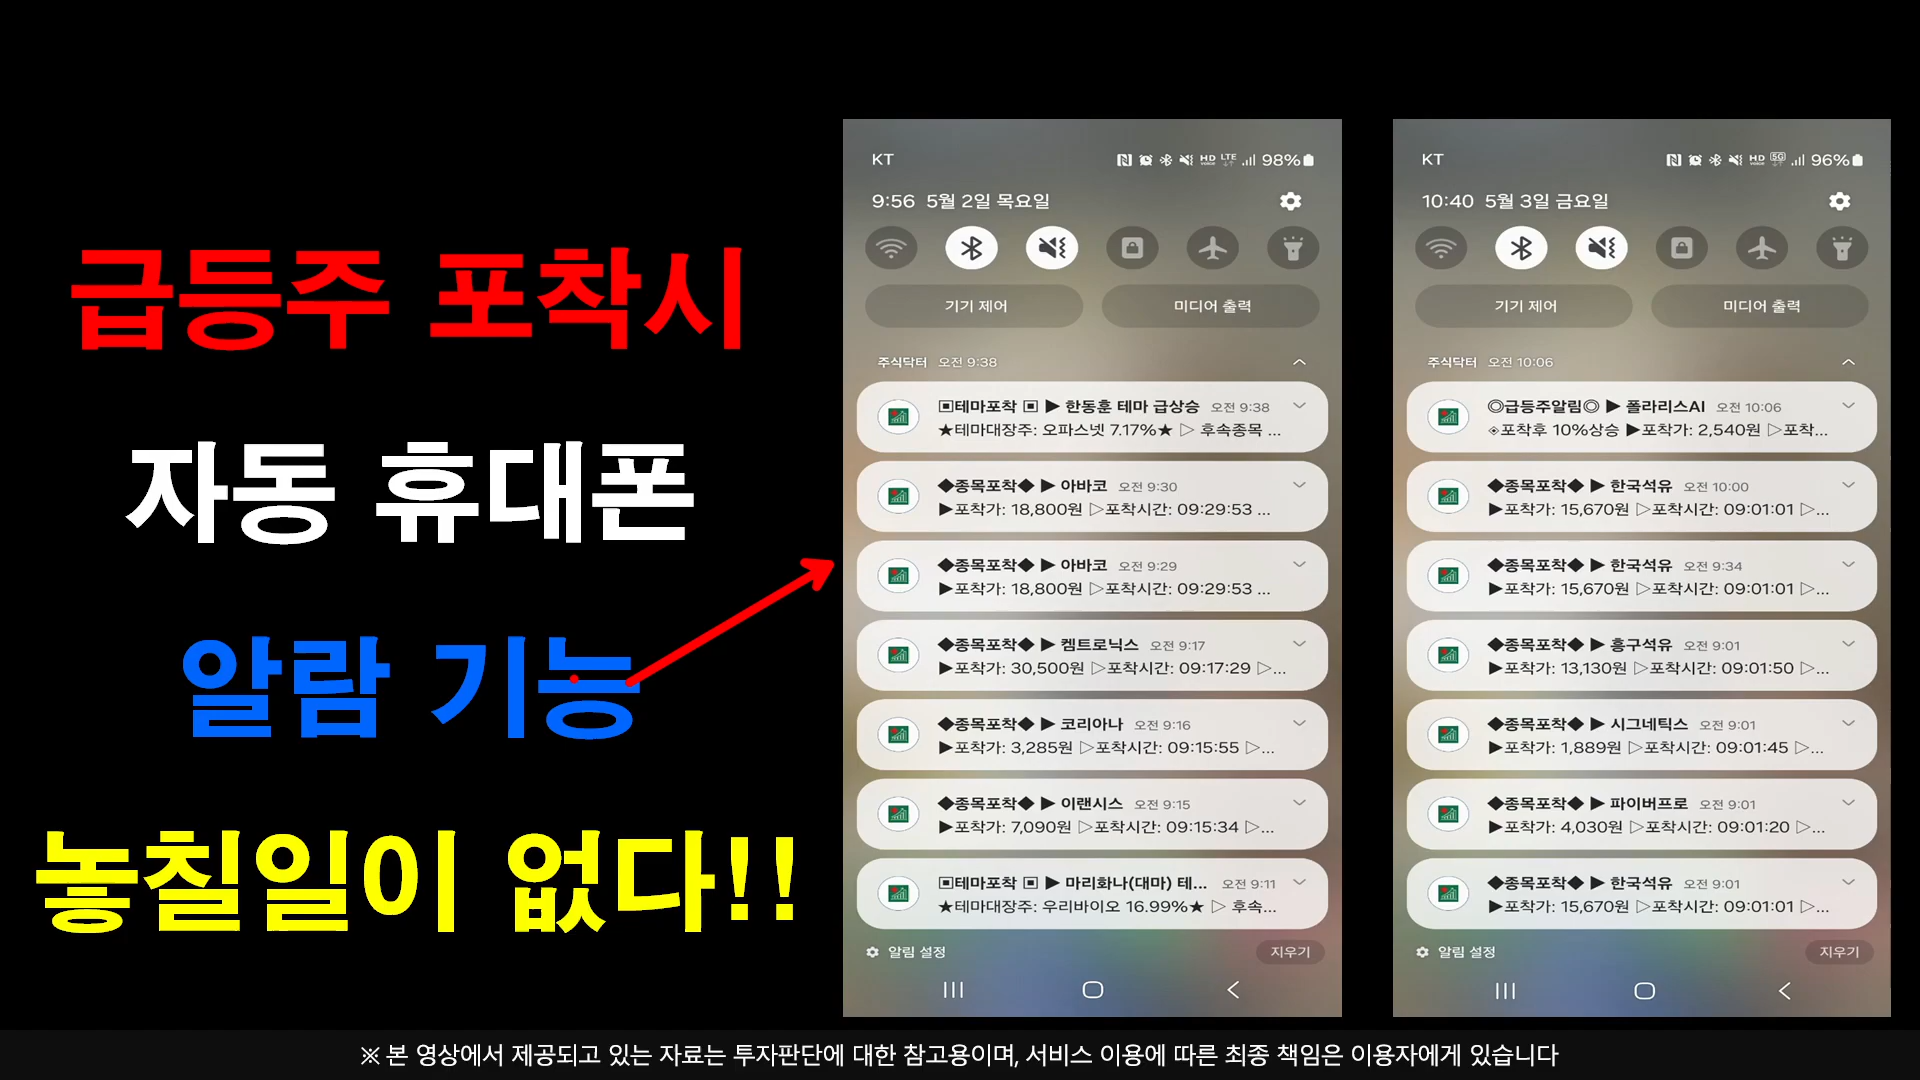 급등주 포착시
자동 휴대폰
알람 기능
놓칠일이 없다!!
KT
98%
9:56 5월 2일 목요일
기기 제어
미디어 출력
주식닥터 오전 9:38
▣테마포착 ▣ ▶ 한동훈 테마 급상승 오전 9:38
★테마대장주: 오파스넷 7.17%★ ▷ 후속종목 ...
◆종목포착◆ ▶ 아바코 오전 9:30
▶포착가: 18,800원 ▷포착시간: 09:29:53 ...
◆종목포착◆ ▶ 아바코 오전 9:29
▶포착가: 18,800원 ▷포착시간: 09:29:53 ...
◆종목포착◆ ▶ 켐트로닉스 오전 9:17
▶포착가: 30,500원 ▷포착시간: 09:17:29 ▷...
◆종목포착◆ ▶ 코리아나 오전 9:16
▶포착가: 3,285원 ▷포착시간: 09:15:55 ▷...
◆종목포착◆ ▶ 이랜시스 오전 9:15
▶포착가: 7,090원 ▷포착시간: 09:15:34 ▷...
▣테마포착 ▣ ▶ 마리화나(대마) 테... 오전 9:11
★테마대장주: 우리바이오 16.99%★ ▷ 후속...
알림 설정
지우기
KT
96%
10:40 5월 3일 금요일
기기 제어
미디어 출력
주식닥터 오전 10:06
◎급등주알림◎ ▶ 폴라리스AI 오전 10:06
◈포착후 10%상승 ▶포착가: 2,540원 ▷포착...
◆종목포착◆ ▶ 한국석유 오전 10:00
▶포착가: 15,670원 ▷포착시간: 09:01:01 ▷...
◆종목포착◆ ▶ 한국석유 오전 9:34
▶포착가: 15,670원 ▷포착시간: 09:01:01 ▷...
◆종목포착◆ ▶ 흥구석유 오전 9:01
▶포착가: 13,130원 ▷포착시간: 09:01:50 ▷...
◆종목포착◆ ▶ 시그네틱스 오전 9:01
▶포착가: 1,889원 ▷포착시간: 09:01:45 ▷...
◆종목포착◆ ▶ 파이버프로 오전 9:01
▶포착가: 4,030원 ▷포착시간: 09:01:20 ▷...
◆종목포착◆ ▶ 한국석유 오전 9:01
▶포착가: 15,670원 ▷포착시간: 09:01:01 ▷...
알림 설정
지우기
※ 본 영상에서 제공되고 있는 자료는 투자판단에 대한 참고용이며, 서비스 이용에 따른 최종 책임은 이용자에게 있습니다